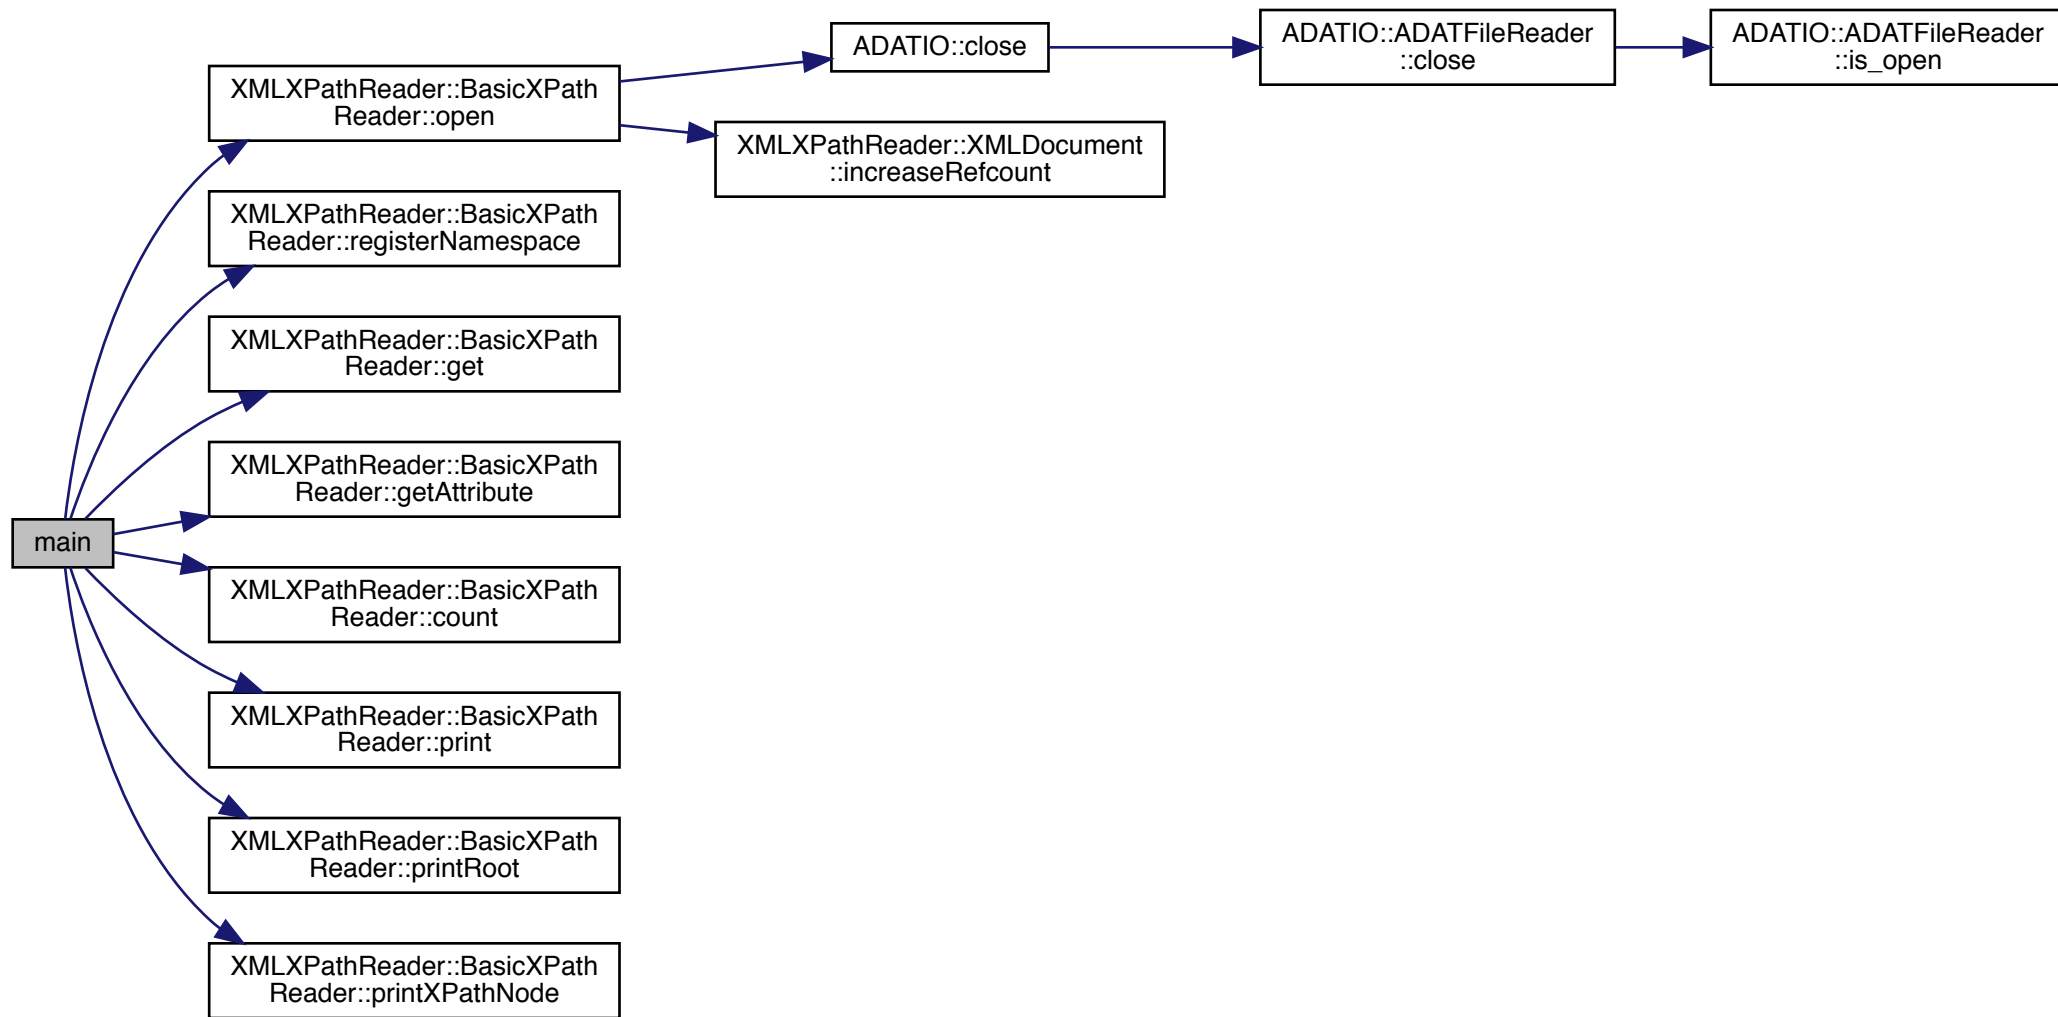 main
XMLXPathReader::BasicXPath
Reader::open
ADATIO::close
ADATIO::ADATFileReader
::close
ADATIO::ADATFileReader
::is_open
XMLXPathReader::XMLDocument
::increaseRefcount
XMLXPathReader::BasicXPath
Reader::registerNamespace
XMLXPathReader::BasicXPath
Reader::get
XMLXPathReader::BasicXPath
Reader::getAttribute
XMLXPathReader::BasicXPath
Reader::count
XMLXPathReader::BasicXPath
Reader::print
XMLXPathReader::BasicXPath
Reader::printRoot
XMLXPathReader::BasicXPath
Reader::printXPathNode